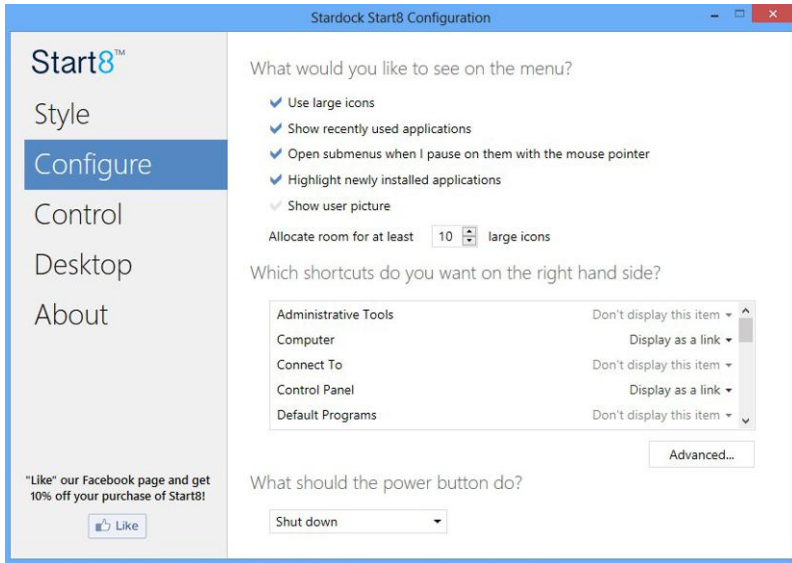 Stardock Start8 Configuration
Start8™
Style
Configure
Control
Desktop
About
"Like" our Facebook page and get
10% off your purchase of Start8!
Like
What would you like to see on the menu?
Use large icons
Show recently used applications
Open submenus when I pause on them with the mouse pointer
Highlight newly installed applications
Show user picture
Allocate room for at least 10 large icons
Which shortcuts do you want on the right hand side?
Administrative Tools Don't display this item
Computer Display as a link
Connect To Don't display this item
Control Panel Display as a link
Default Programs Don't display this item
Advanced...
What should the power button do?
Shut down